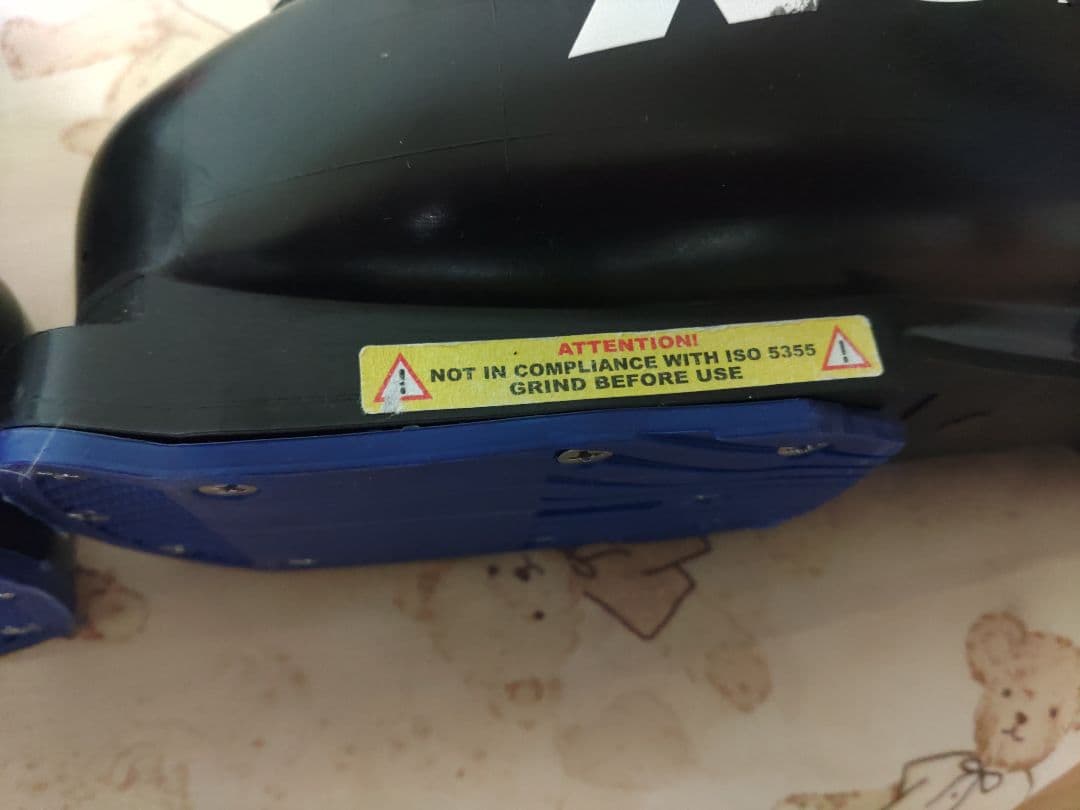 ATTENTION!
NOT IN COMPLIANCE WITH ISO 5355
GRIND BEFORE USE